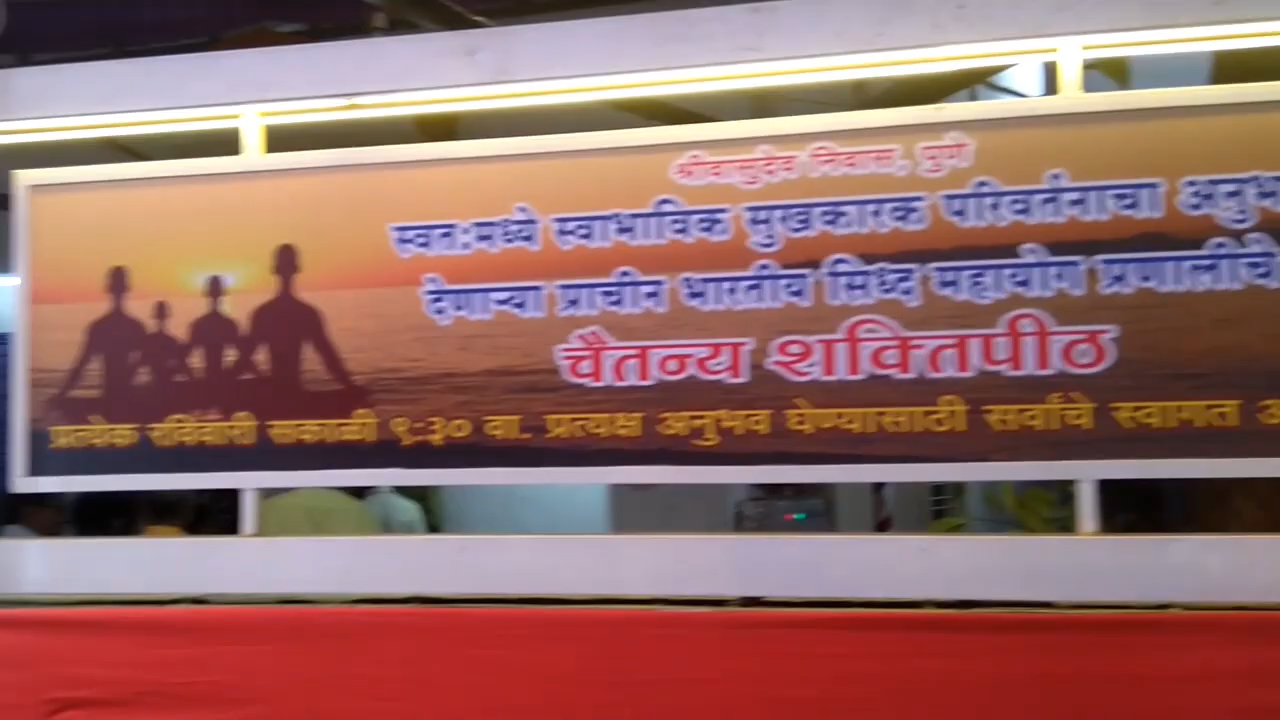 श्रीवासुदेव निवास, पुणे
स्वत:मध्ये स्वाभाविक सुखकारक परिवर्तनाचा
देणाऱ्या प्राचीन भारतीय सिध्द महायोग प्रणालीचे
चैतन्य शक्तिपीठ
प्रत्येक रविवारी सकाळी ९:३० वा. प्रत्यक्ष अनुभव घेण्यासाठी सर्वांचे स्वागत